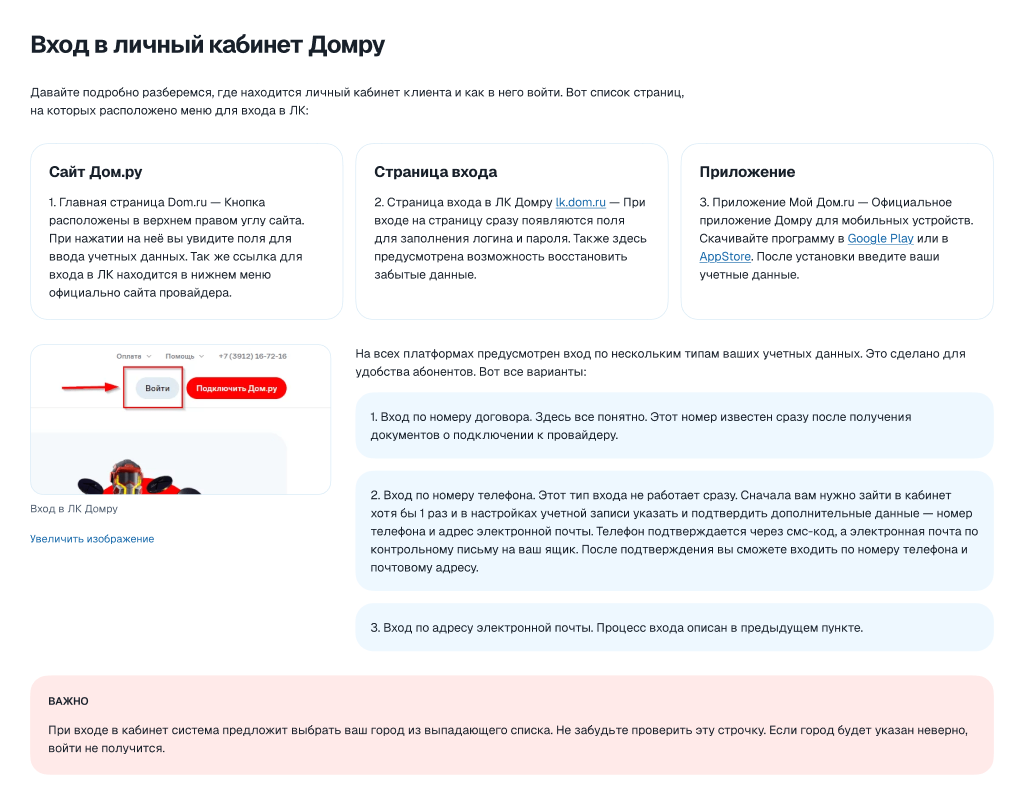 Вход в личный кабинет Домру
Давайте подробно разберемся, где находится личный кабинет клиента и как в него войти. Вот список страниц,
на которых расположено меню для входа в ЛК:
Сайт Дом.ру
1. Главная страница Dom.ru — Кнопка
расположены в верхнем правом углу сайта.
При нажатии на неё вы увидите поля для
ввода учетных данных. Так же ссылка для
входа в ЛК находится в нижнем меню
официально сайта провайдера.
Страница входа
2. Страница входа в ЛК Домру lk.dom.ru — При
входе на страницу сразу появляются поля
для заполнения логина и пароля. Также здесь
предусмотрена возможность восстановить
забытые данные.
Приложение
3. Приложение Мой Дом.ru — Официальное
приложение Домру для мобильных устройств.
Скачивайте программу в Google Play или в
AppStore. После установки введите ваши
учетные данные.
Оплата Помощь +7 (3912) 16-72-16
Войти Подключить Дом.ру
Вход в ЛК Домру
Увеличить изображение
На всех платформах предусмотрен вход по нескольким типам ваших учетных данных. Это сделано для
удобства абонентов. Вот все варианты:
1. Вход по номеру договора. Здесь все понятно. Этот номер известен сразу после получения
документов о подключении к провайдеру.
2. Вход по номеру телефона. Этот тип входа не работает сразу. Сначала вам нужно зайти в кабинет
хотя бы 1 раз и в настройках учетной записи указать и подтвердить дополнительные данные — номер
телефона и адрес электронной почты. Телефон подтверждается через смс-код, а электронная почта по
контрольному письму на ваш ящик. После подтверждения вы сможете входить по номеру телефона и
почтовому адресу.
3. Вход по адресу электронной почты. Процесс входа описан в предыдущем пункте.
ВАЖНО
При входе в кабинет система предложит выбрать ваш город из выпадающего списка. Не забудьте проверить эту строчку. Если город будет указан неверно,
войти не получится.